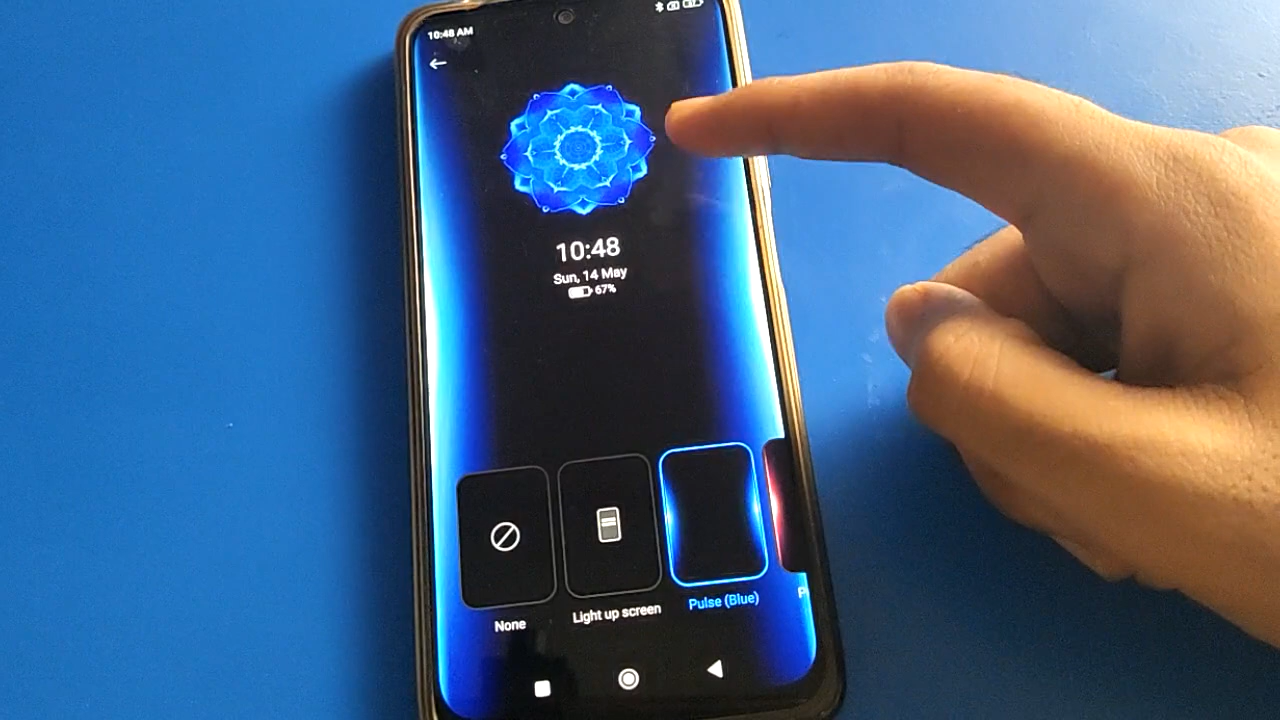 10:48 AM
10:48
Sun, 14 May
67%
None
Light up screen
Pulse (Blue)
P